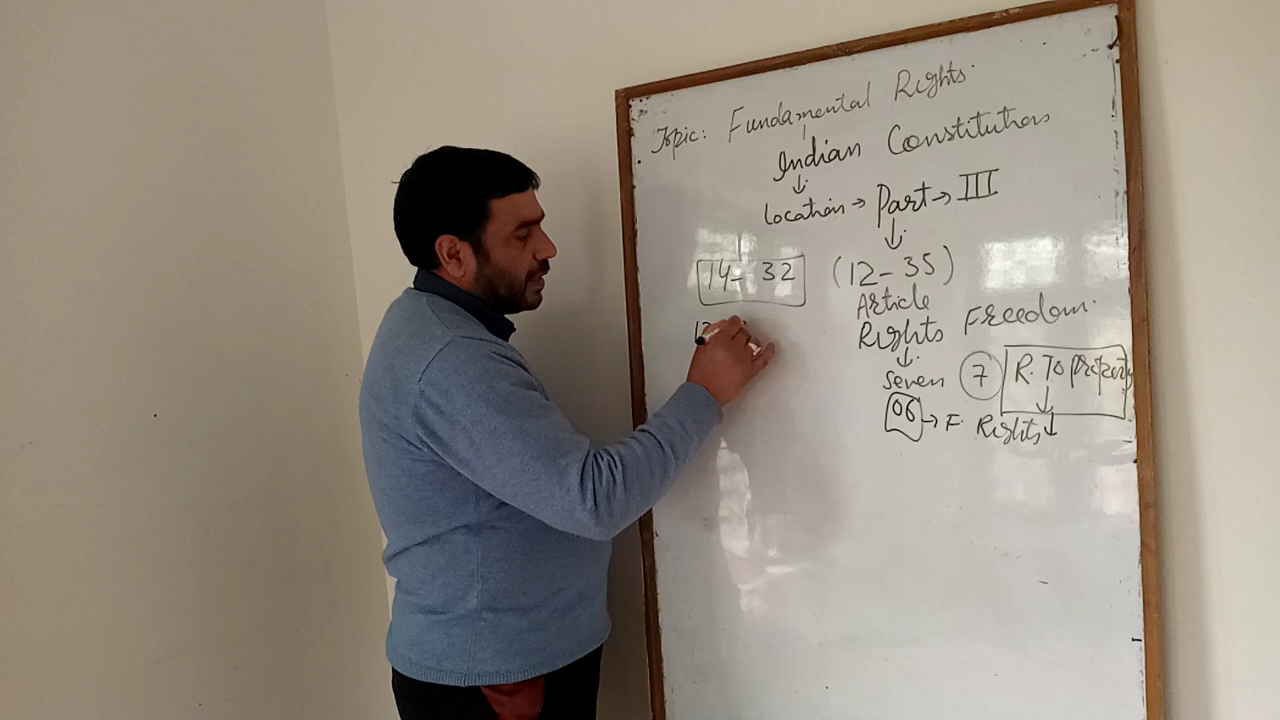 Topic: Fundamental Rights.
Indian Constitution
↓
Location → Part → III
↓
14 - 32 (12 - 35)
Article
Rights Freedom.
↓
Seven 7 R. To property
06 → F. Rights ↓